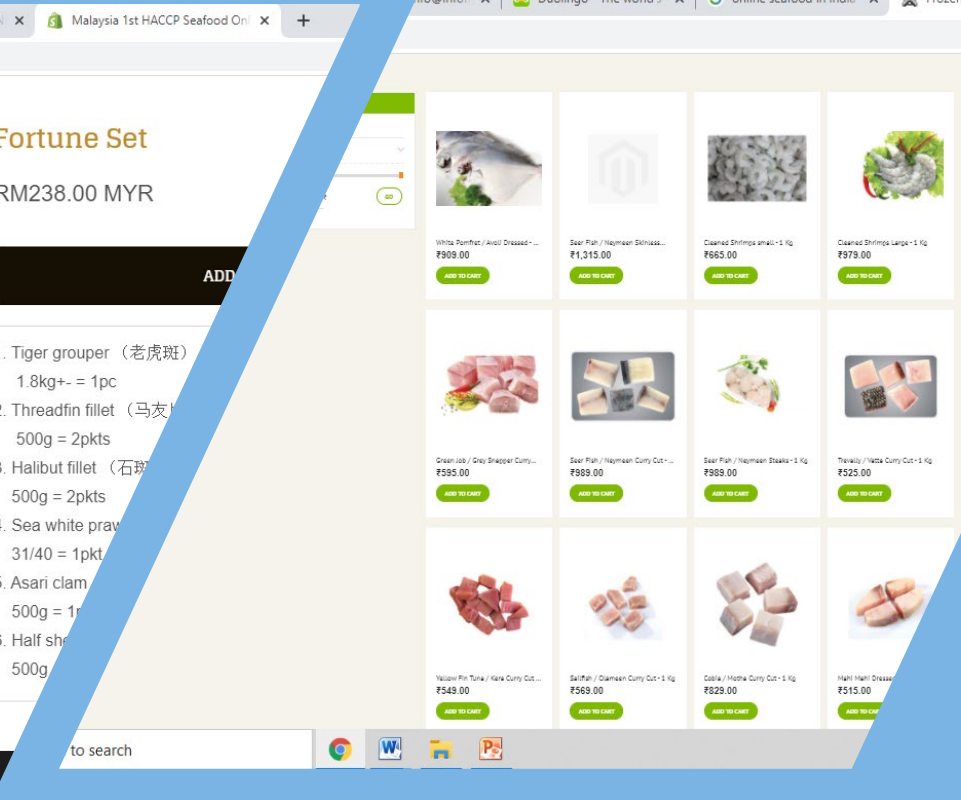 Malaysia 1st HACCP Seafood Onl
Fortune Set
RM238.00 MYR
ADD
. Tiger grouper （老虎斑）
1.8kg+- = 1pc
2. Threadfin fillet （马友
500g = 2pkts
3. Halibut fillet （石斑
500g = 2pkts
4. Sea white praw
31/40 = 1pkt
5. Asari clam
500g = 1p
6. Half she
500g
Duolingo - The world's
online seafood in india
Frozen
White Pomfret / Avoli Dressed - ...
₹909.00
ADD TO CART
Seer Fish / Neymeen Skinless...
₹1,315.00
ADD TO CART
Cleaned Shrimps small - 1 Kg
₹665.00
ADD TO CART
Cleaned Shrimps Large - 1 Kg
₹979.00
ADD TO CART
Green Job / Grey Snapper Curry...
₹595.00
ADD TO CART
Seer Fish / Neymeen Curry Cut - ...
₹989.00
ADD TO CART
Seer Fish / Neymeen Steaks - 1 Kg
₹989.00
ADD TO CART
Trevally / Vatta Curry Cut - 1 Kg
₹525.00
ADD TO CART
Yellow Fin Tuna / Kera Curry Cut ...
₹549.00
ADD TO CART
Sailfish / Olameen Curry Cut - 1 Kg
₹569.00
ADD TO CART
Cobia / Motha Curry Cut - 1 Kg
₹829.00
ADD TO CART
Mahi Mahi Dresse
₹515.00
ADD TO CAR
to search